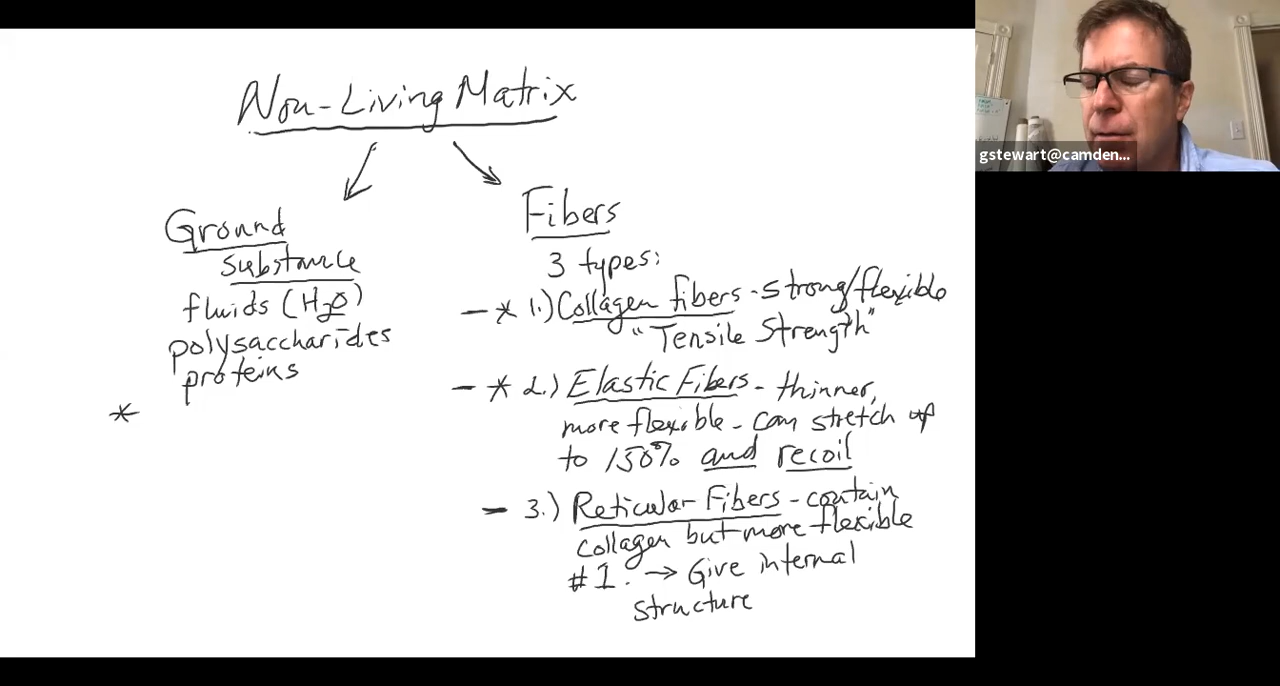 Non-Living Matrix
Ground
substance
fluids (H2O)
polysaccharides
proteins
*
Fibers
3 types:
- * 1.) Collagen fibers - strong/flexible
"Tensile Strength"
- * 2.) Elastic Fibers - thinner,
more flexible - can stretch up
to 150% and recoil
- 3.) Reticular Fibers - contain
collagen but more flexible
#1. → Give internal
structure
gstewart@camden...